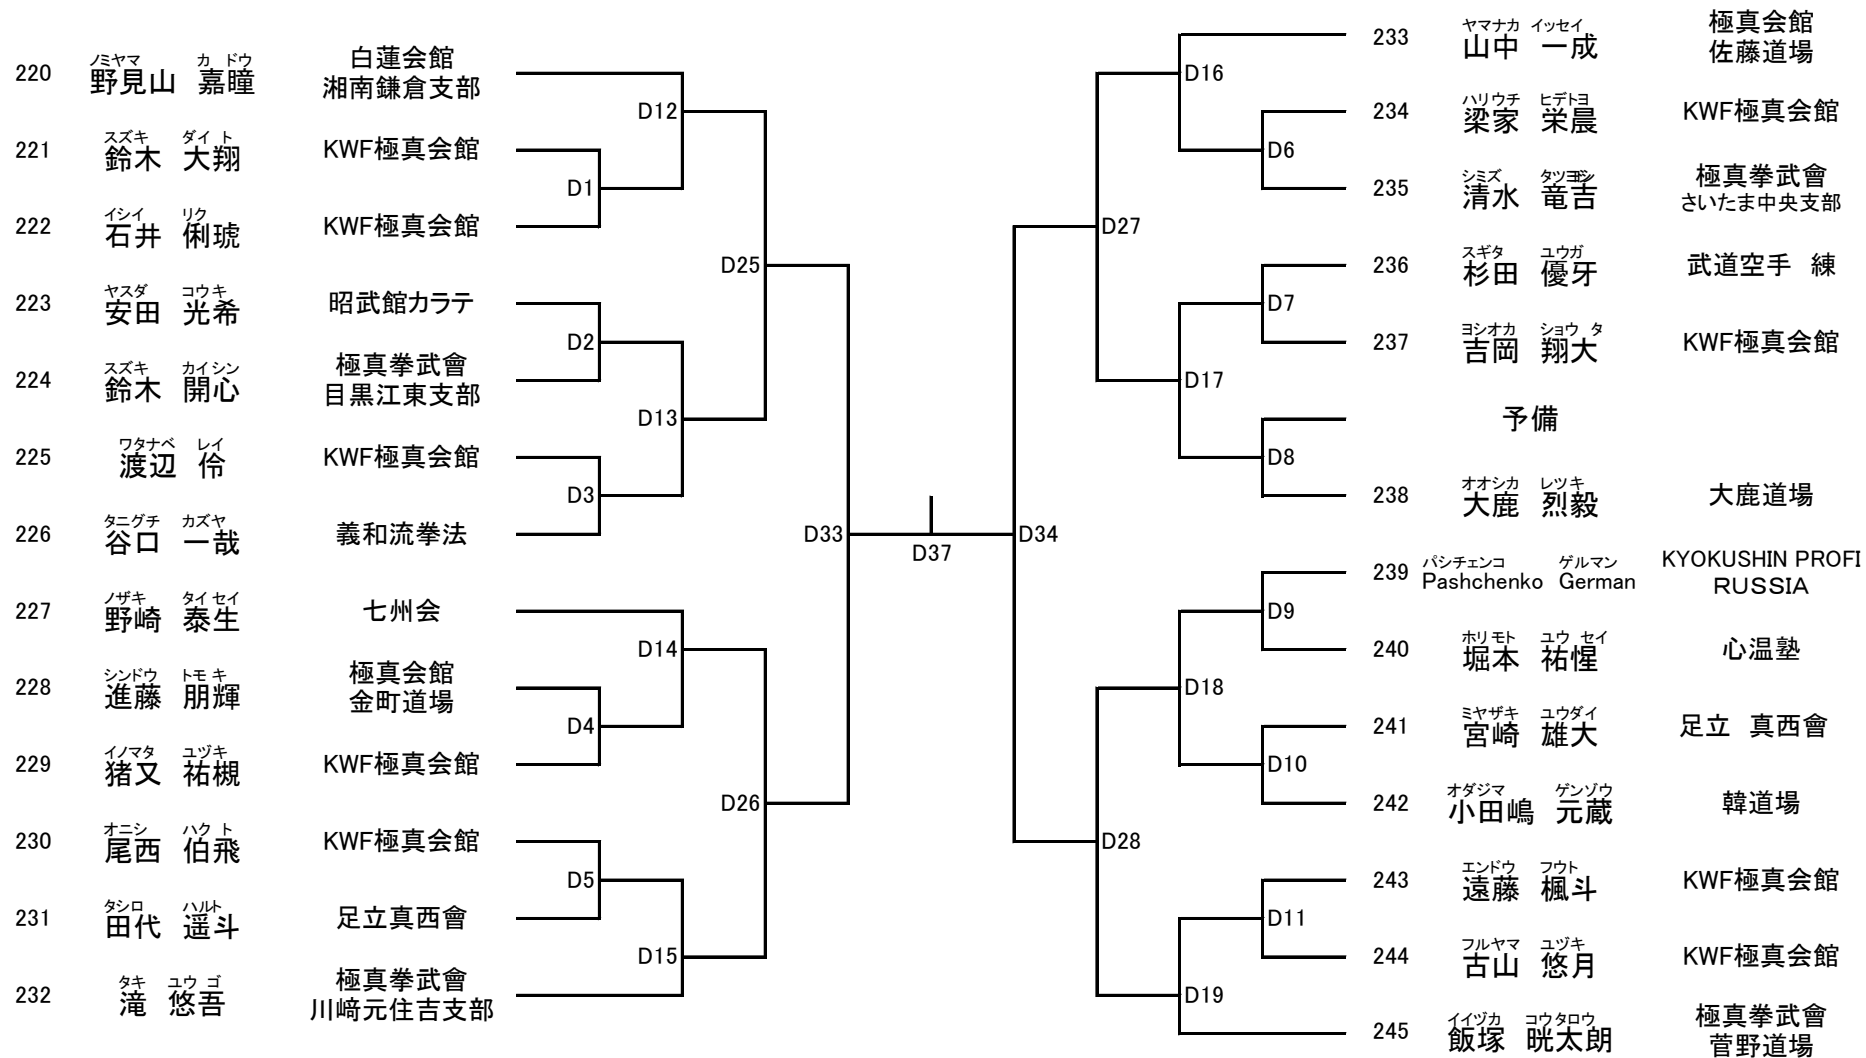 220 ノミヤマ カ ドウ
野見山 嘉瞳 白蓮会館
湘南鎌倉支部
D12
221 スズキ ダイ ト
鈴木 大翔 KWF極真会館
D1
222 イシイ リク
石井 俐琥 KWF極真会館
D25
223 ヤスダ コウキ
安田 光希 昭武館カラテ
D2
224 スズキ カイシン
鈴木 開心 極真拳武會
目黒江東支部
D13
225 ワタナベ レイ
渡辺 伶 KWF極真会館
D3
226 タニグチ カズヤ
谷口 一哉 義和流拳法
D33
D37
227 ノザキ タイセイ
野崎 泰生 七州会
D14
228 シンドウ トモキ
進藤 朋輝 極真会館
金町道場
D4
229 イノマタ ユヅキ
猪又 祐槻 KWF極真会館
D26
230 オニシ ハク ト
尾西 伯飛 KWF極真会館
D5
231 タシロ ハルト
田代 遥斗 足立真西會
D15
232 タキ ユウ ゴ
滝 悠吾 極真拳武會
川﨑元住吉支部
233 ヤマナカ イッセイ
山中 一成 極真会館
佐藤道場
D16
234 ハリウチ ヒデトヨ
梁家 栄晨 KWF極真会館
D6
235 シミズ
清水 竜吉 極真拳武會
さいたま中央支部
D27
236 スギタ ユウガ
杉田 優牙 武道空手 練
D7
237 ヨシオカ ショウ タ
吉岡 翔大 KWF極真会館
D17
予備
D8
238 オオシカ レツキ
大鹿 烈毅 大鹿道場
D34
239 パシチェンコ ゲルマン
Pashchenko German KYOKUSHIN PROFI
RUSSIA
D9
240 ホリモト ユウ セイ
堀本 祐惺 心温塾
D18
241 ミヤザキ ユウダイ
宮崎 雄大 足立 真西會
D10
242 オダジマ ゲンゾウ
小田嶋 元蔵 韓道場
D28
243 エンドウ フウト
遠藤 楓斗 KWF極真会館
D11
244 フルヤマ ユヅキ
古山 悠月 KWF極真会館
D19
245 イイヅカ コウタロウ
飯塚 晄太朗 極真拳武會
菅野道場